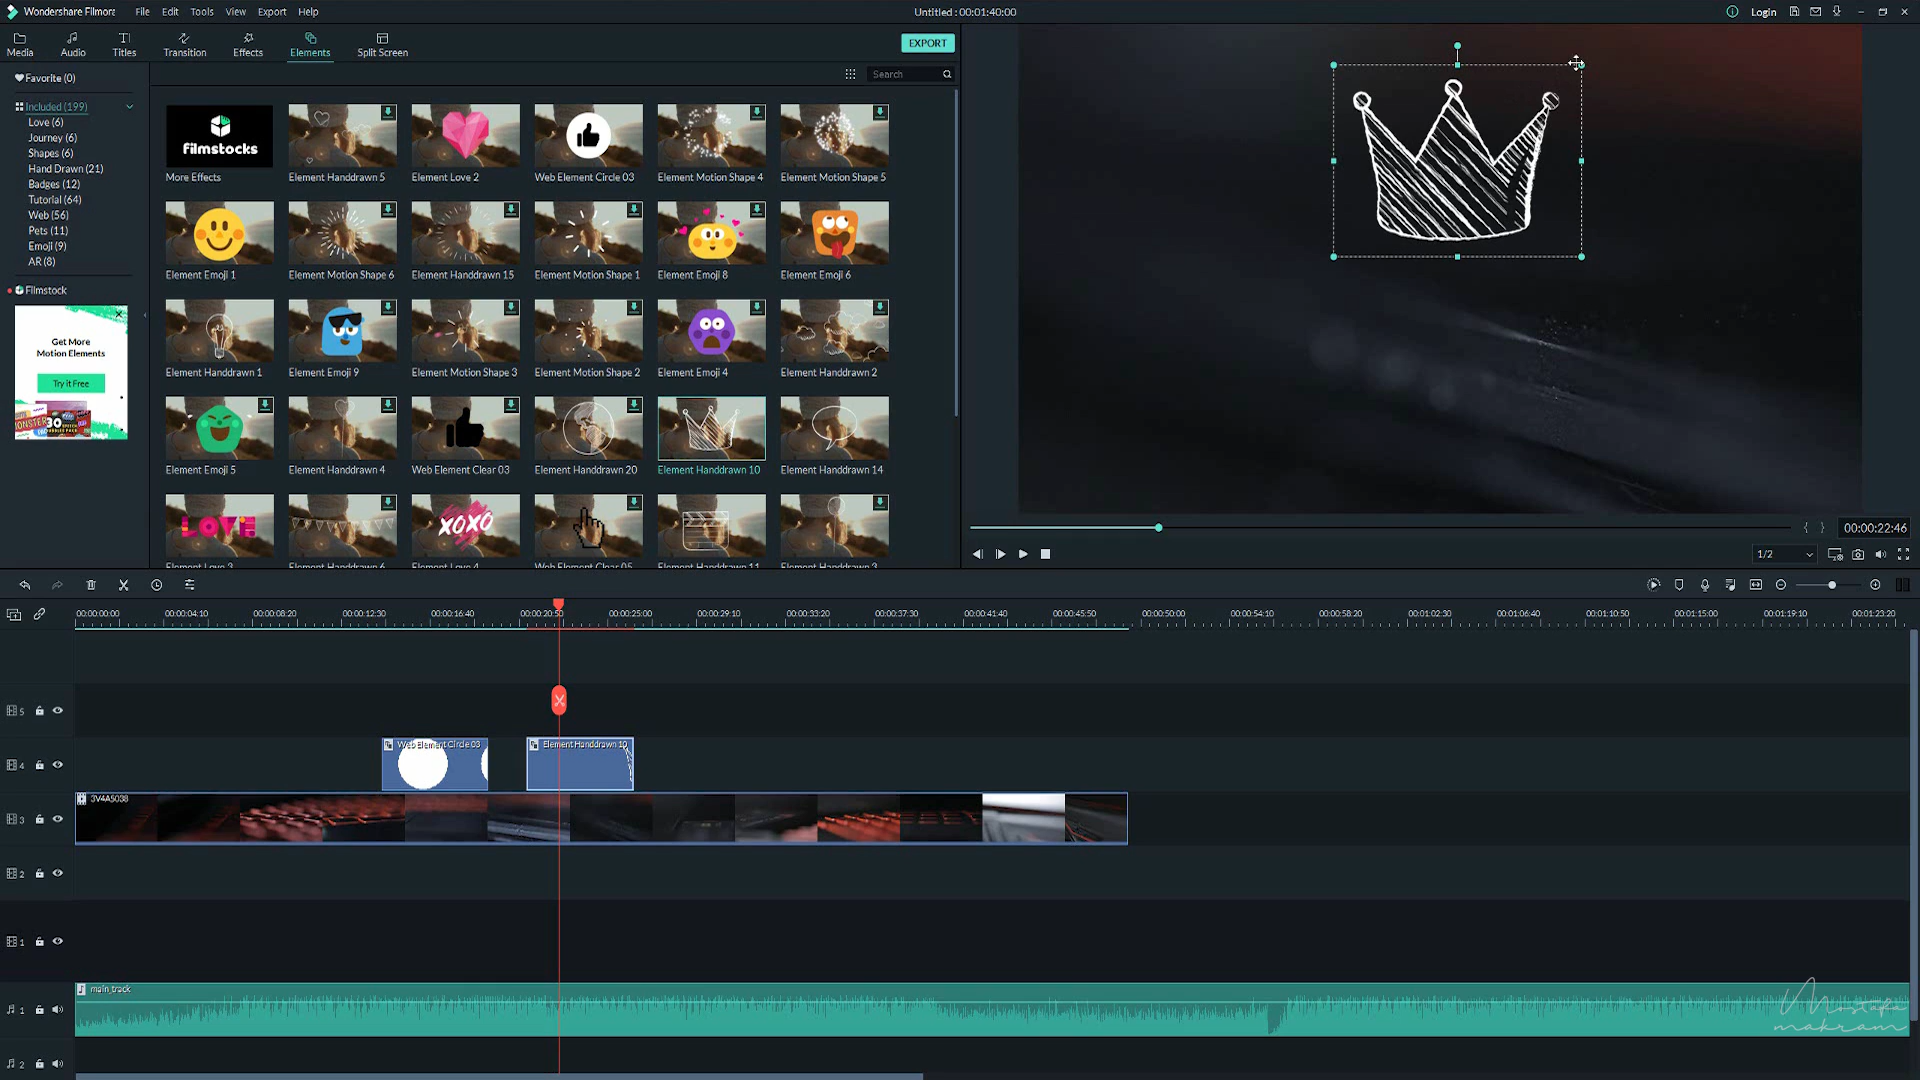 Wondershare Filmora
File Edit Tools View Export Help
Untitled : 00:01:40:00
Login
Media Audio Titles Transition Effects Elements Split Screen
EXPORT
Search
Favorite (0)
Included (199)
Love (6)
Journey (6)
Shapes (6)
Hand Drawn (21)
Badges (12)
Tutorial (64)
Web (56)
Pets (11)
Emoji (9)
AR (8)
Filmstock
Get More
Motion Elements
Try it Free
30
filmstocks
More Effects Element Handdrawn 5 Element Love 2 Web Element Circle 03 Element Motion Shape 4 Element Motion Shape 5
Element Emoji 1 Element Motion Shape 6 Element Handdrawn 15 Element Motion Shape 1 Element Emoji 8 Element Emoji 6
Element Handdrawn 1 Element Emoji 9 Element Motion Shape 3 Element Motion Shape 2 Element Emoji 4 Element Handdrawn 2
Element Emoji 5 Element Handdrawn 4 Web Element Clear 03 Element Handdrawn 20 Element Handdrawn 10 Element Handdrawn 14
LOVE
XOXO
Element Love 3 Element Handdrawn 6 Element Love 4 Web Element Clear 05 Element Handdrawn 11 Element Handdrawn 3
{ } 00:00:22:46
1/2
00:00:00:00 00:00:04:10 00:00:08:20 00:00:12:30 00:00:16:40 00:00:20:50 00:00:25:00 00:00:29:10 00:00:33:20 00:00:37:30 00:00:41:40 00:00:45:50 00:00:50:00 00:00:54:10 00:00:58:20 00:01:02:30 00:01:06:40 00:01:10:50 00:01:15:00 00:01:19:10 00:01:23:20
5
4
Web Element Circle 03 Element Handdrawn 10
3V4A5038
3
2
1
main_track
1
2
Mostafa
makram